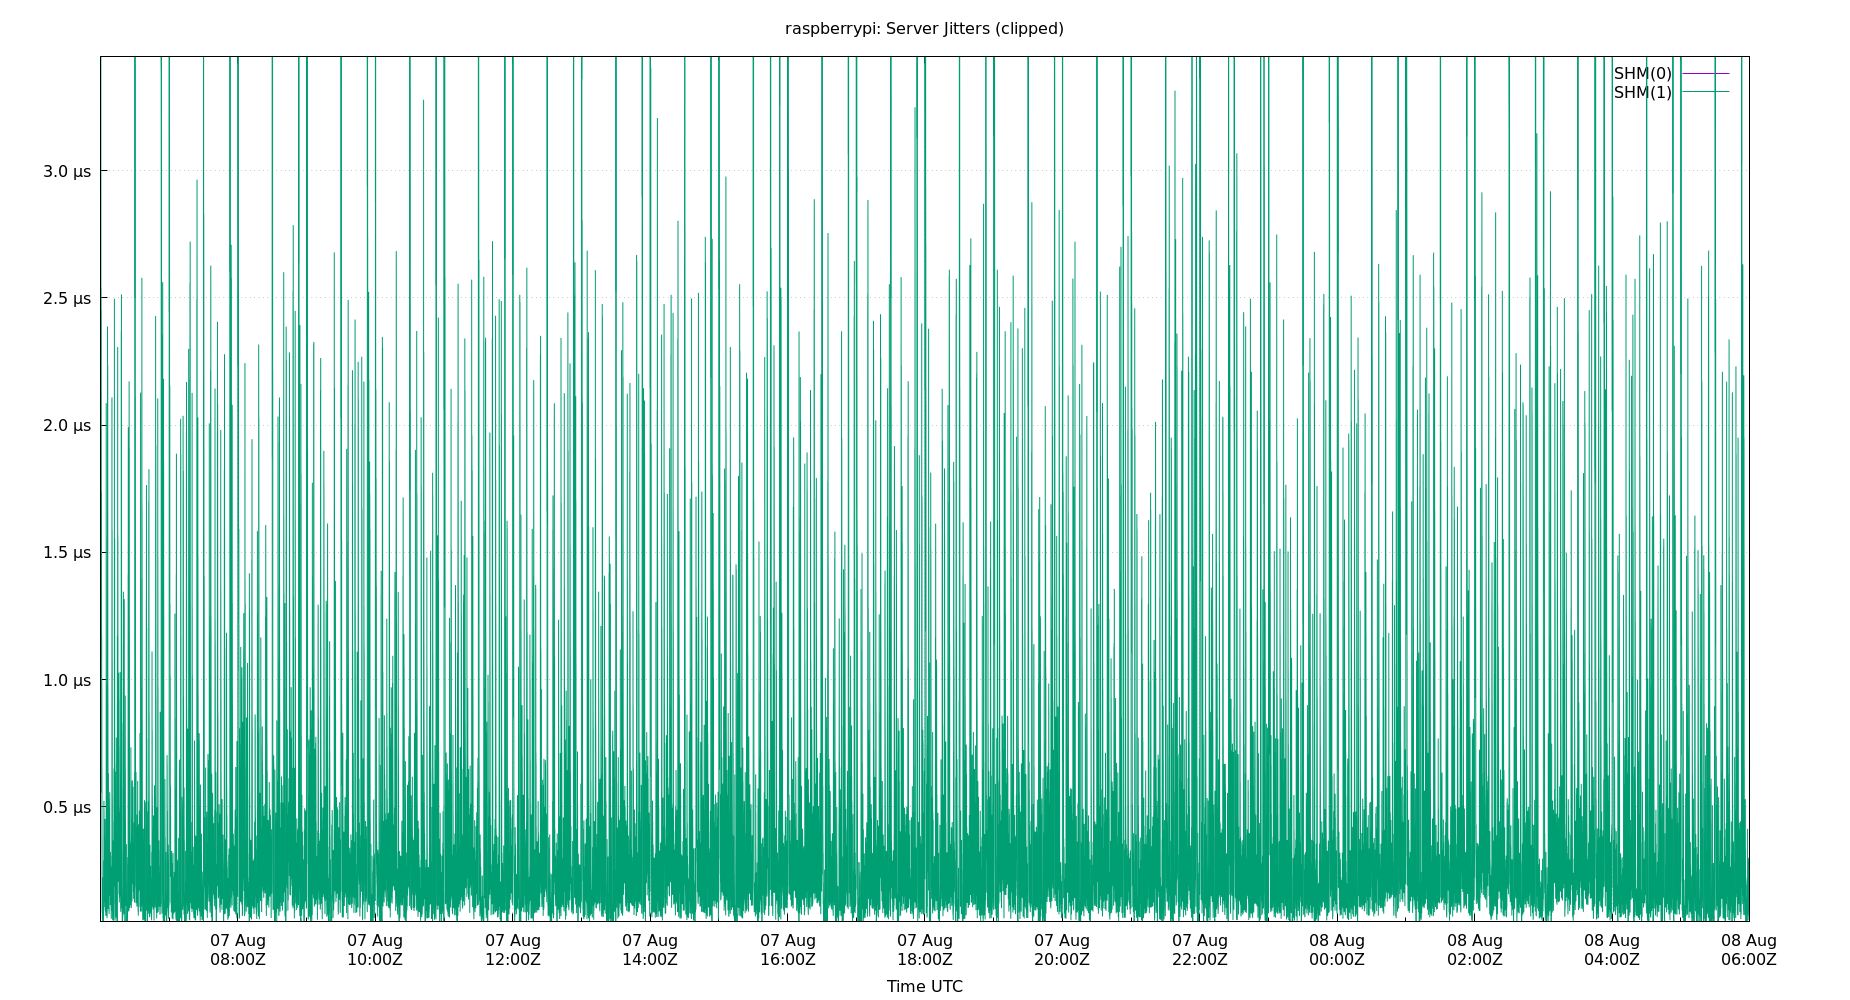 raspberrypi: Server Jitters (clipped)
SHM(0)
SHM(1)
3.0 µs
2.5 µs
2.0 µs
1.5 µs
1.0 µs
0.5 µs
07 Aug 07 Aug 07 Aug 07 Aug 07 Aug 07 Aug 07 Aug 07 Aug 08 Aug 08 Aug 08 Aug 08 Aug
08:00Z 10:00Z 12:00Z 14:00Z 16:00Z 18:00Z 20:00Z 22:00Z 00:00Z 02:00Z 04:00Z 06:00Z
Time UTC